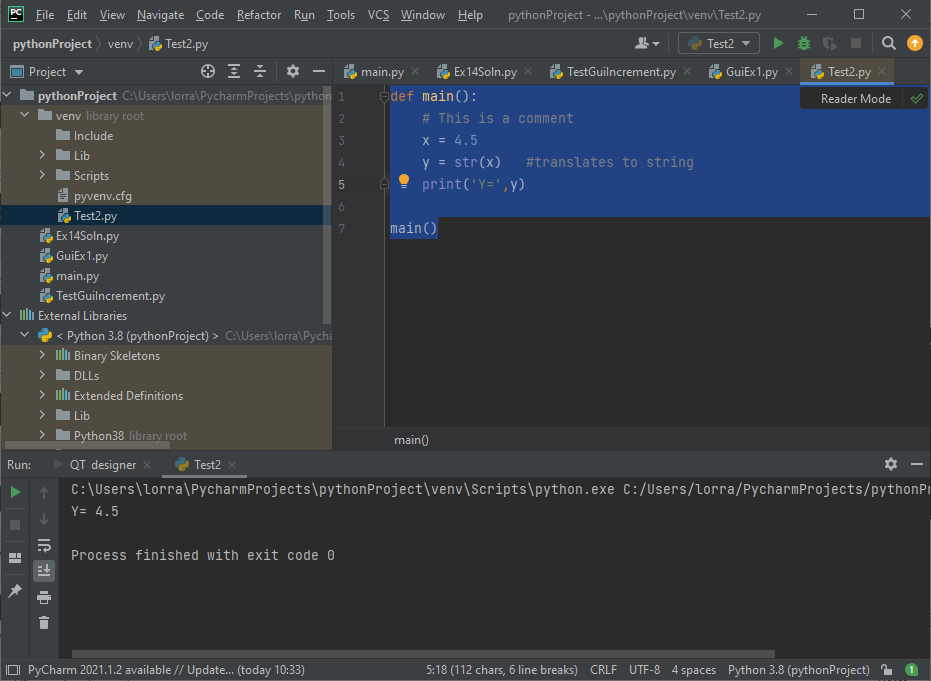 PC File Edit View Navigate Code Refactor Run Tools VCS Window Help pythonProject - ...\pythonProject\venv\Test2.py
pythonProject venv Test2.py Test2
Project
main.py Ex14Soln.py TestGuiIncrement.py GuiEx1.py Test2.py
Reader Mode
pythonProject C:\Users\lorra\PycharmProjects\python
venv library root
Include
Lib
Scripts
pyvenv.cfg
Test2.py
Ex14Soln.py
GuiEx1.py
main.py
TestGuiIncrement.py
External Libraries
< Python 3.8 (pythonProject) > C:\Users\lorra\Pycha
Binary Skeletons
DLLs
Extended Definitions
Lib
Python38 library root
1 def main():
2 # This is a comment
3 x = 4.5
4 y = str(x) #translates to string
5 print('Y=',y)
6
7 main()
main()
Run: QT designer Test2
C:\Users\lorra\PycharmProjects\pythonProject\venv\Scripts\python.exe C:/Users/lorra/PycharmProjects/pythonPr
Y= 4.5
Process finished with exit code 0
PyCharm 2021.1.2 available // Update... (today 10:33) 5:18 (112 chars, 6 line breaks) CRLF UTF-8 4 spaces Python 3.8 (pythonProject) 1